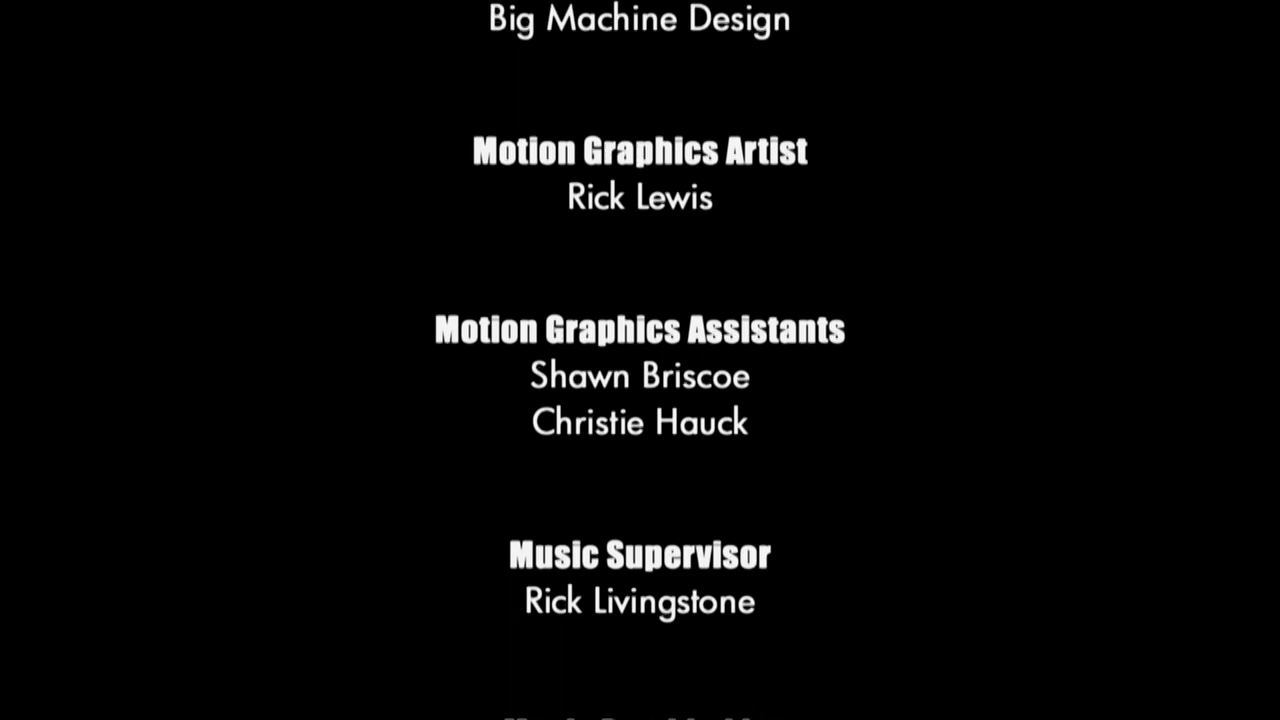 Big Machine Design
Motion Graphics Artist
Rick Lewis
Motion Graphics Assistants
Shawn Briscoe
Christie Hauck
Music Supervisor
Rick Livingstone